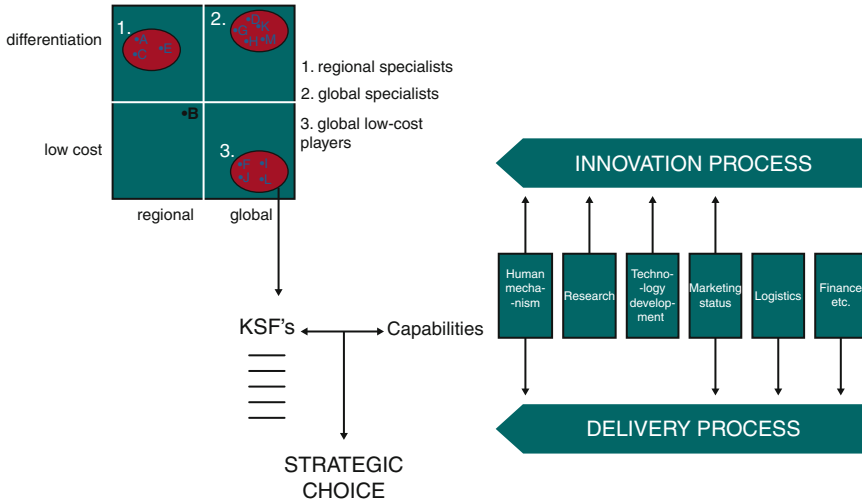 differentiation
low cost
regional
global
1.
•A
•C
•E
2.
•D
•G
•K
•H
•M
•B
3.
•F
•I
•J
•L
1. regional specialists
2. global specialists
3. global low-cost
players
KSF's
Capabilities
STRATEGIC
CHOICE
INNOVATION PROCESS
Human
mecha-
-nism
Research
Techno-
-logy
develop-
ment
Marketing
status
Logistics
Finance
etc.
DELIVERY PROCESS